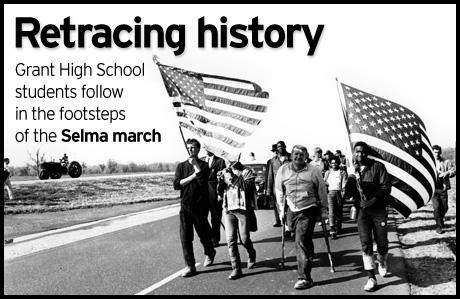 Retracing history
Grant High School
students follow
in the footsteps
of the Selma march